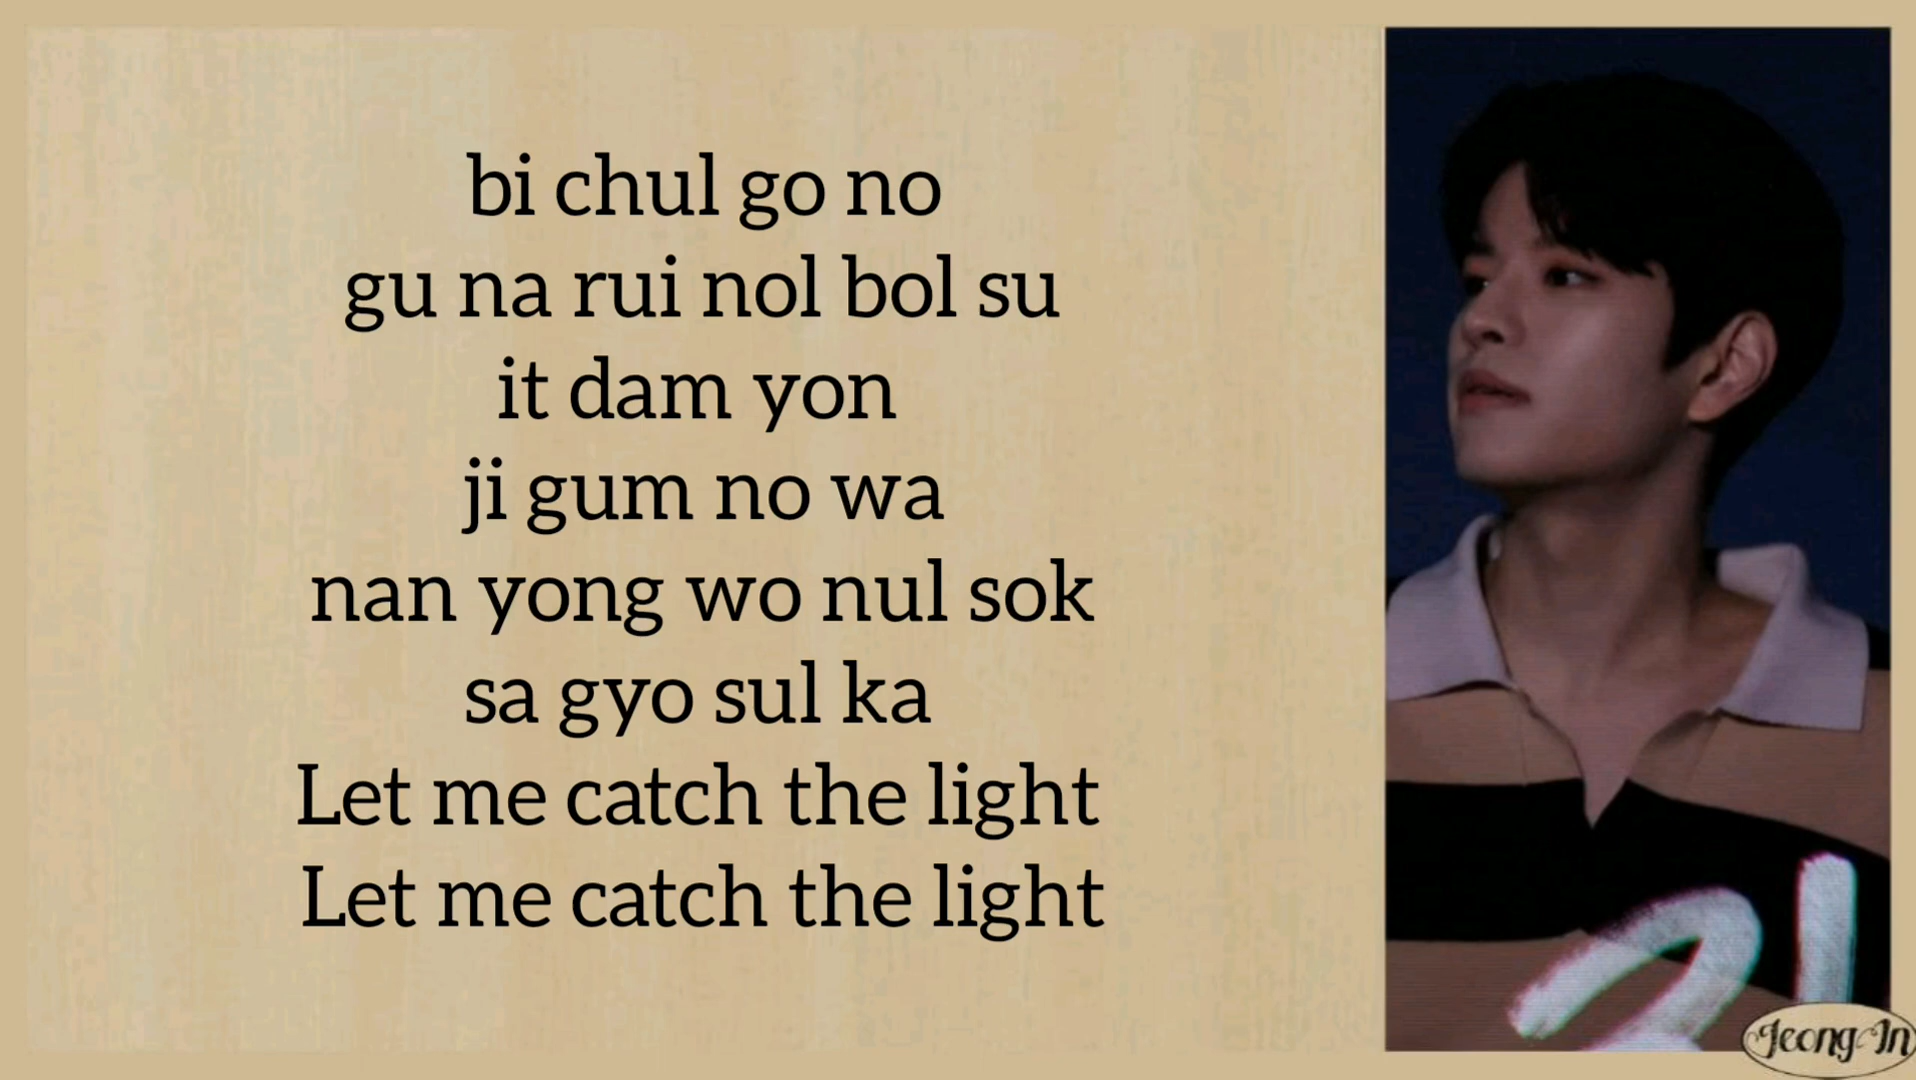 bi chul go no
gu na rui nol bol su
it dam yon
ji gum no wa
nan yong wo nul sok
sa gyo sul ka
Let me catch the light
Let me catch the light
Jeong In